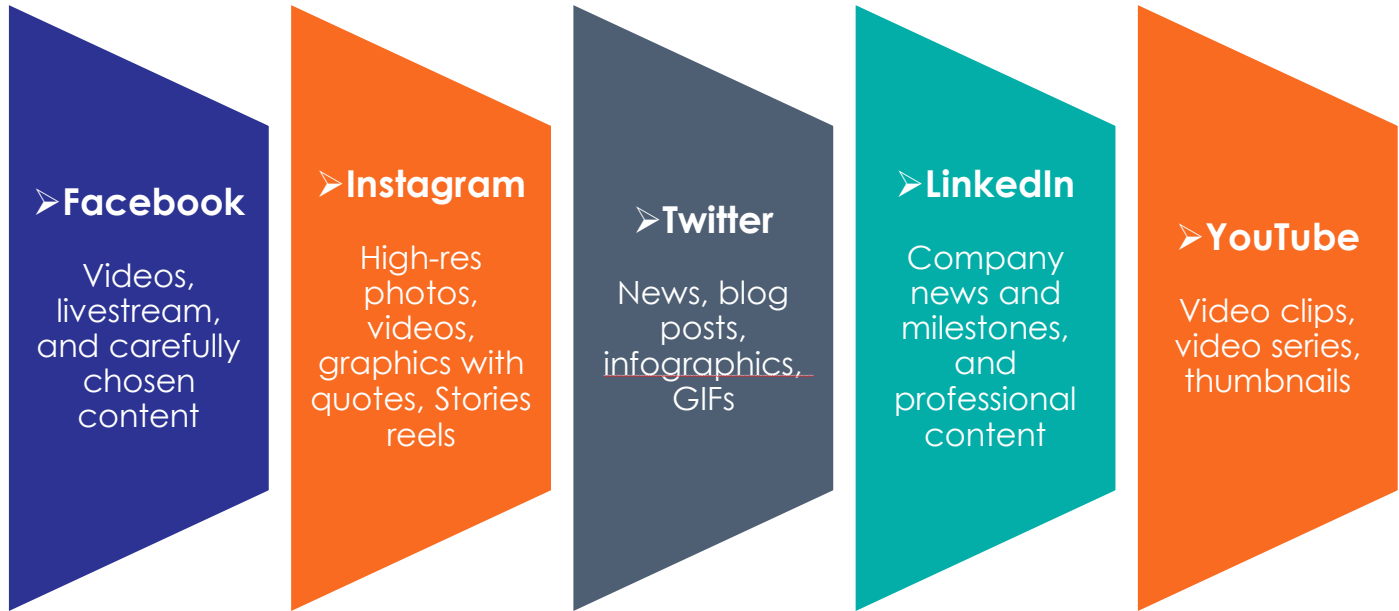 ➢Facebook
Videos,
livestream,
and carefully
chosen
content
➢Instagram
High-res
photos,
videos,
graphics with
quotes, Stories
reels
➢Twitter
News, blog
posts,
infographics,
GIFs
➢LinkedIn
Company
news and
milestones,
and
professional
content
➢YouTube
Video clips,
video series,
thumbnails